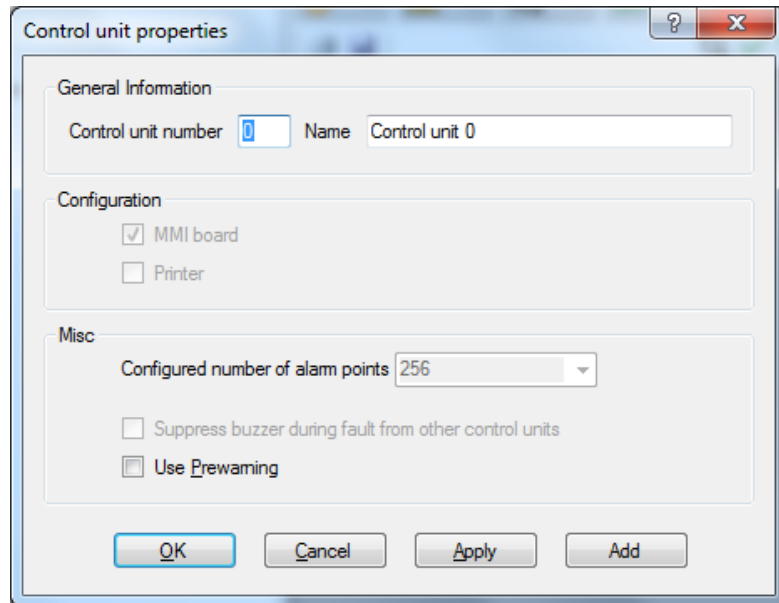 Control unit properties
General Information
Control unit number 0 Name Control unit 0
Configuration
MMI board
Printer
Misc
Configured number of alarm points 256
Suppress buzzer during fault from other control units
Use Prewarning
OK Cancel Apply Add